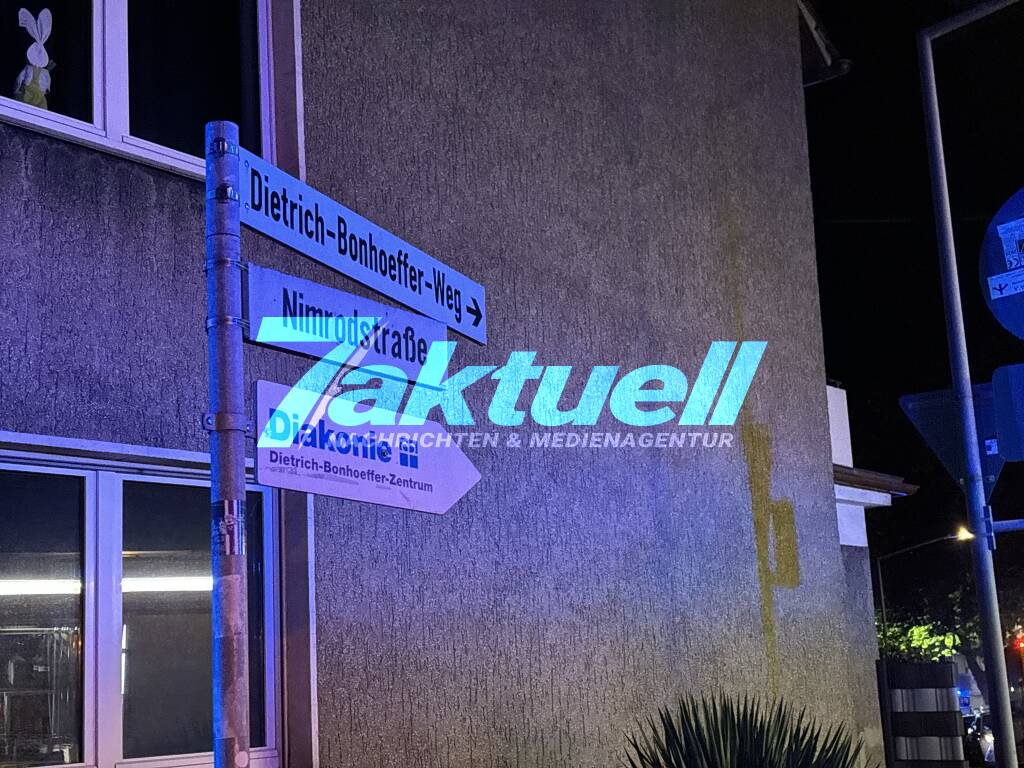 Dietrich-Bonhoeffer-Weg →
Nimrodstraße
7aktuell
NACHRICHTEN & MEDIENAGENTUR
Diakonie
Dietrich-Bonhoeffer-Zentrum